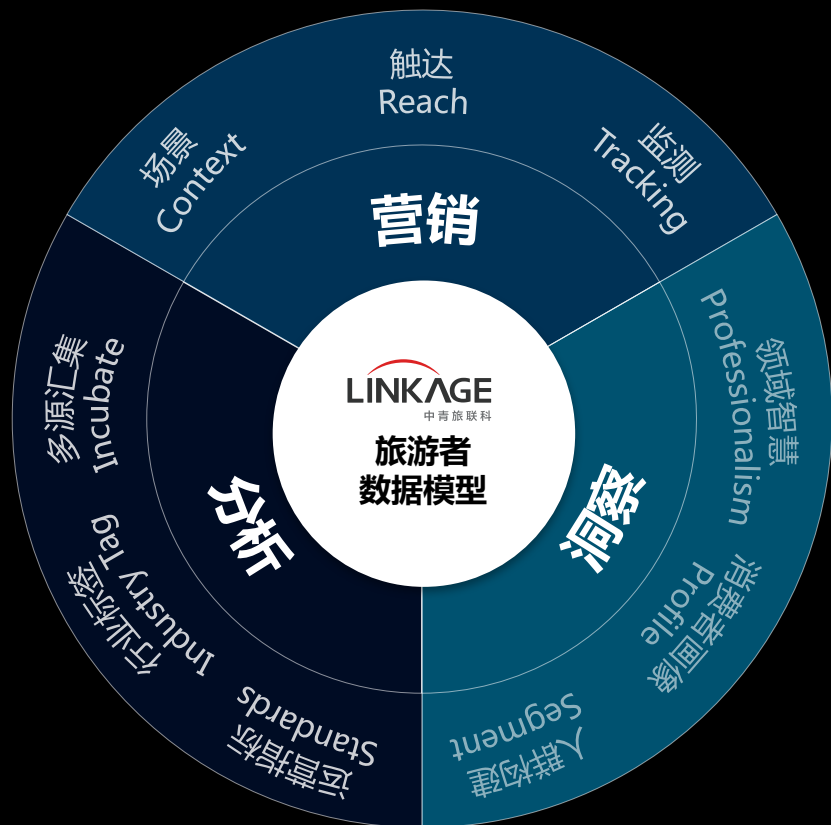 触达
Reach
场景
Context
监测
Tracking
营销
LINKAGE
中青旅联科
旅游者
数据模型
领域智慧
Professionalism
消费者画像
Profile
人群构建
Segment
洞察
多源汇集
Incubate
行业标签
Industry Tag
运营指标
Standards
分析